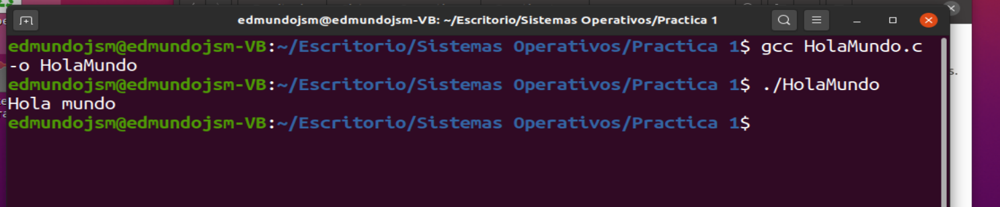 edmundojsm@edmundojsm-VB: ~/Escritorio/Sistemas Operativos/Practica 1
edmundojsm@edmundojsm-VB:~/Escritorio/Sistemas Operativos/Practica 1$ gcc HolaMundo.c
-o HolaMundo
edmundojsm@edmundojsm-VB:~/Escritorio/Sistemas Operativos/Practica 1$ ./HolaMundo
Hola mundo
edmundojsm@edmundojsm-VB:~/Escritorio/Sistemas Operativos/Practica 1$